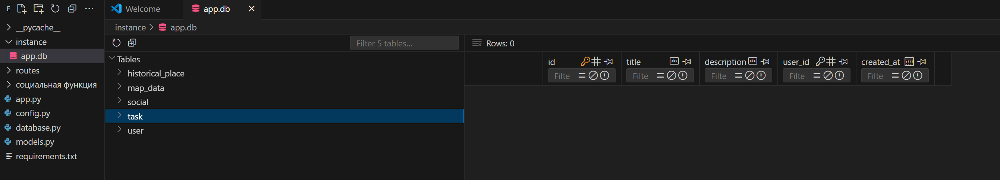 E
Welcome
app.db
__pycache__
instance
app.db
routes
социальная функция
app.py
config.py
database.py
models.py
requirements.txt
instance > app.db
Filter 5 tables...
Tables
historical_place
map_data
social
task
user
Rows: 0
id title description user_id created_at
Filte Filte Filte Filte Filte